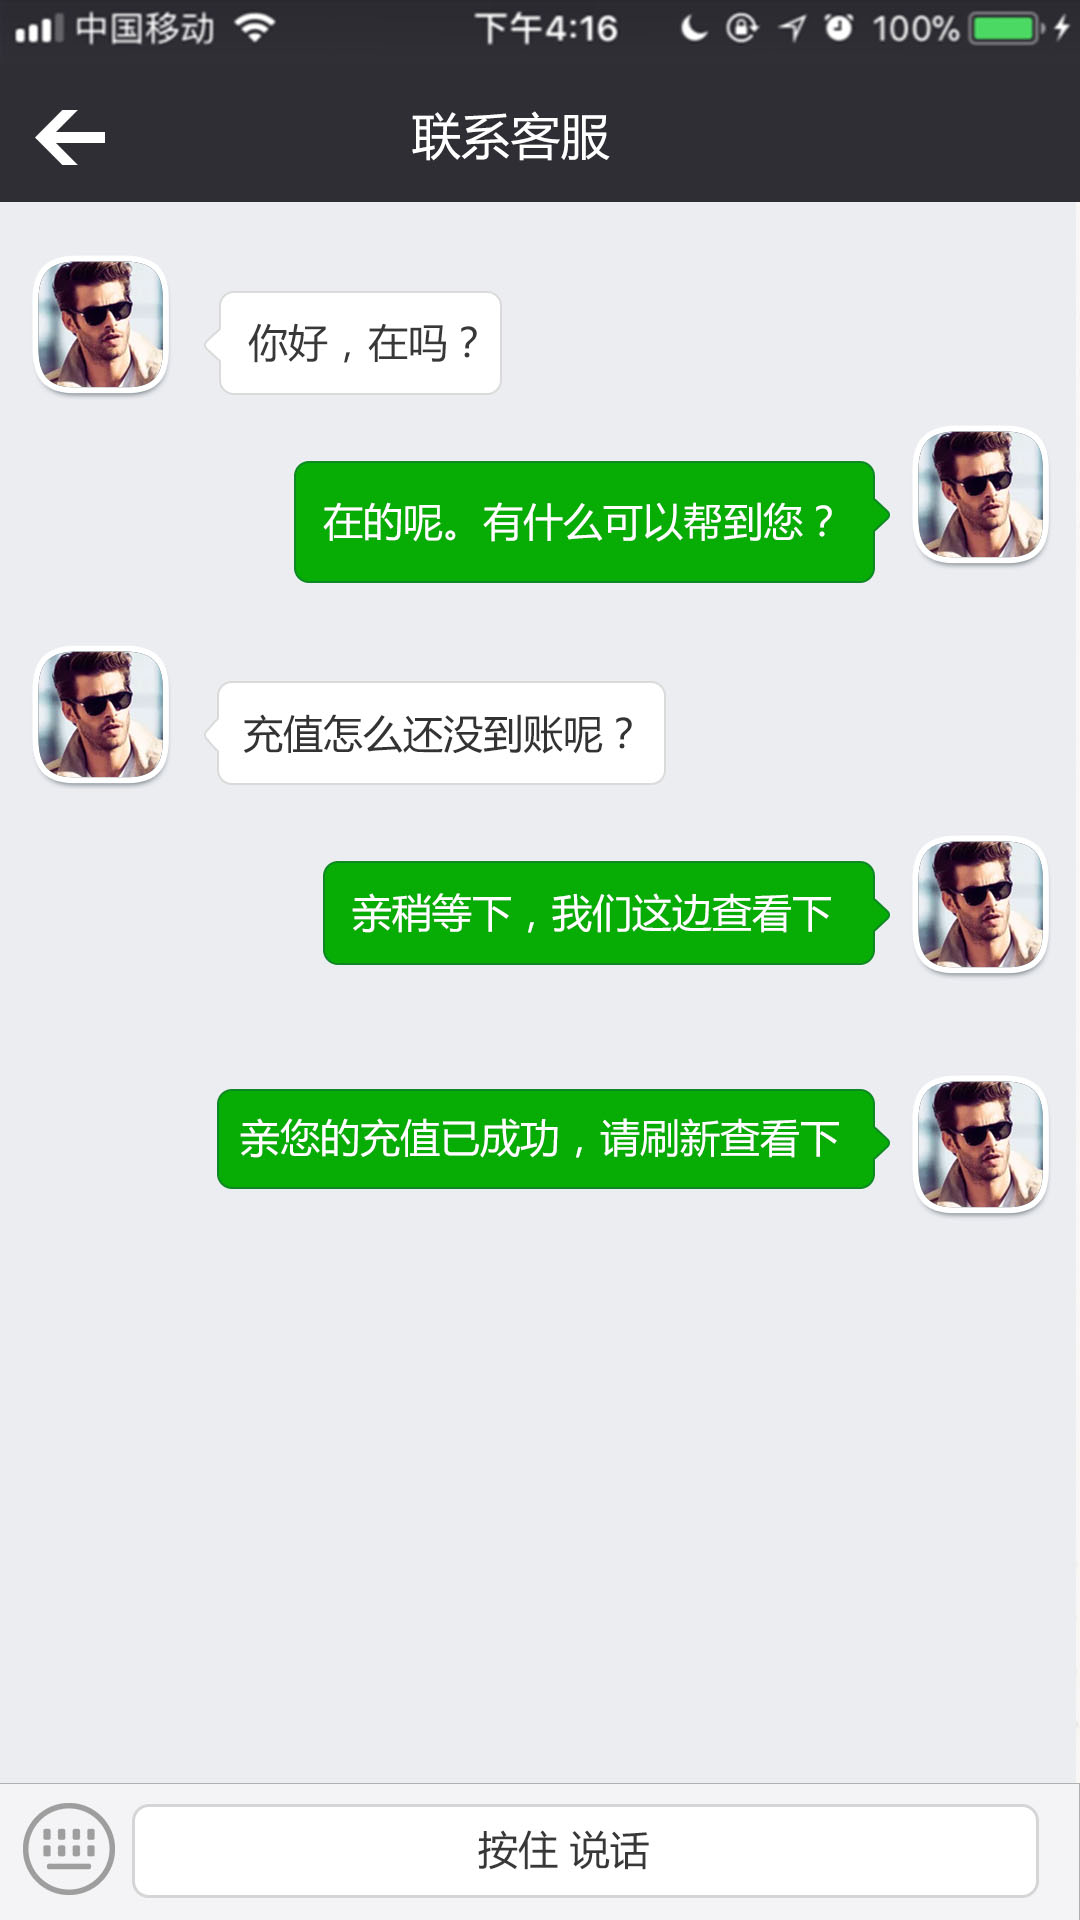 中国移动
下午4:16
100%
联系客服
你好，在吗？
在的呢。有什么可以帮到您？
充值怎么还没到账呢？
亲稍等下，我们这边查看下
亲您的充值已成功，请刷新查看下
按住 说话